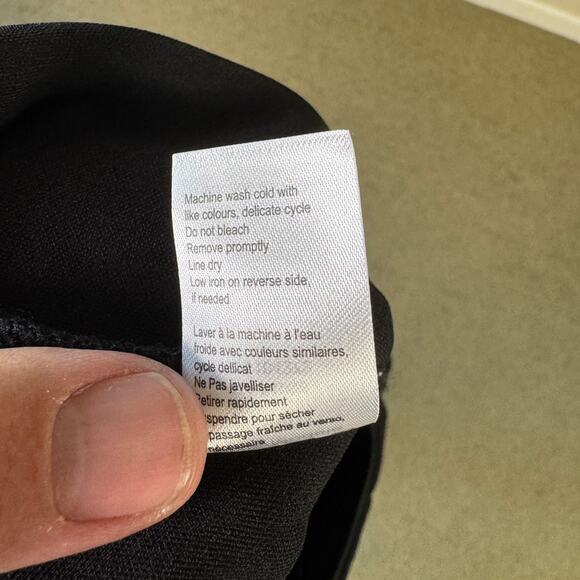 Machine wash cold with
like colours, delicate cycle
Do not bleach
Remove promptly
Line dry
Low iron on reverse side,
if needed
Laver à la machine à l'eau
froide avec couleurs similaires,
cycle dellicat
Ne Pas javelliser
Retirer rapidement
spendre pour sécher
passage fraîche au verso,
nécessaire